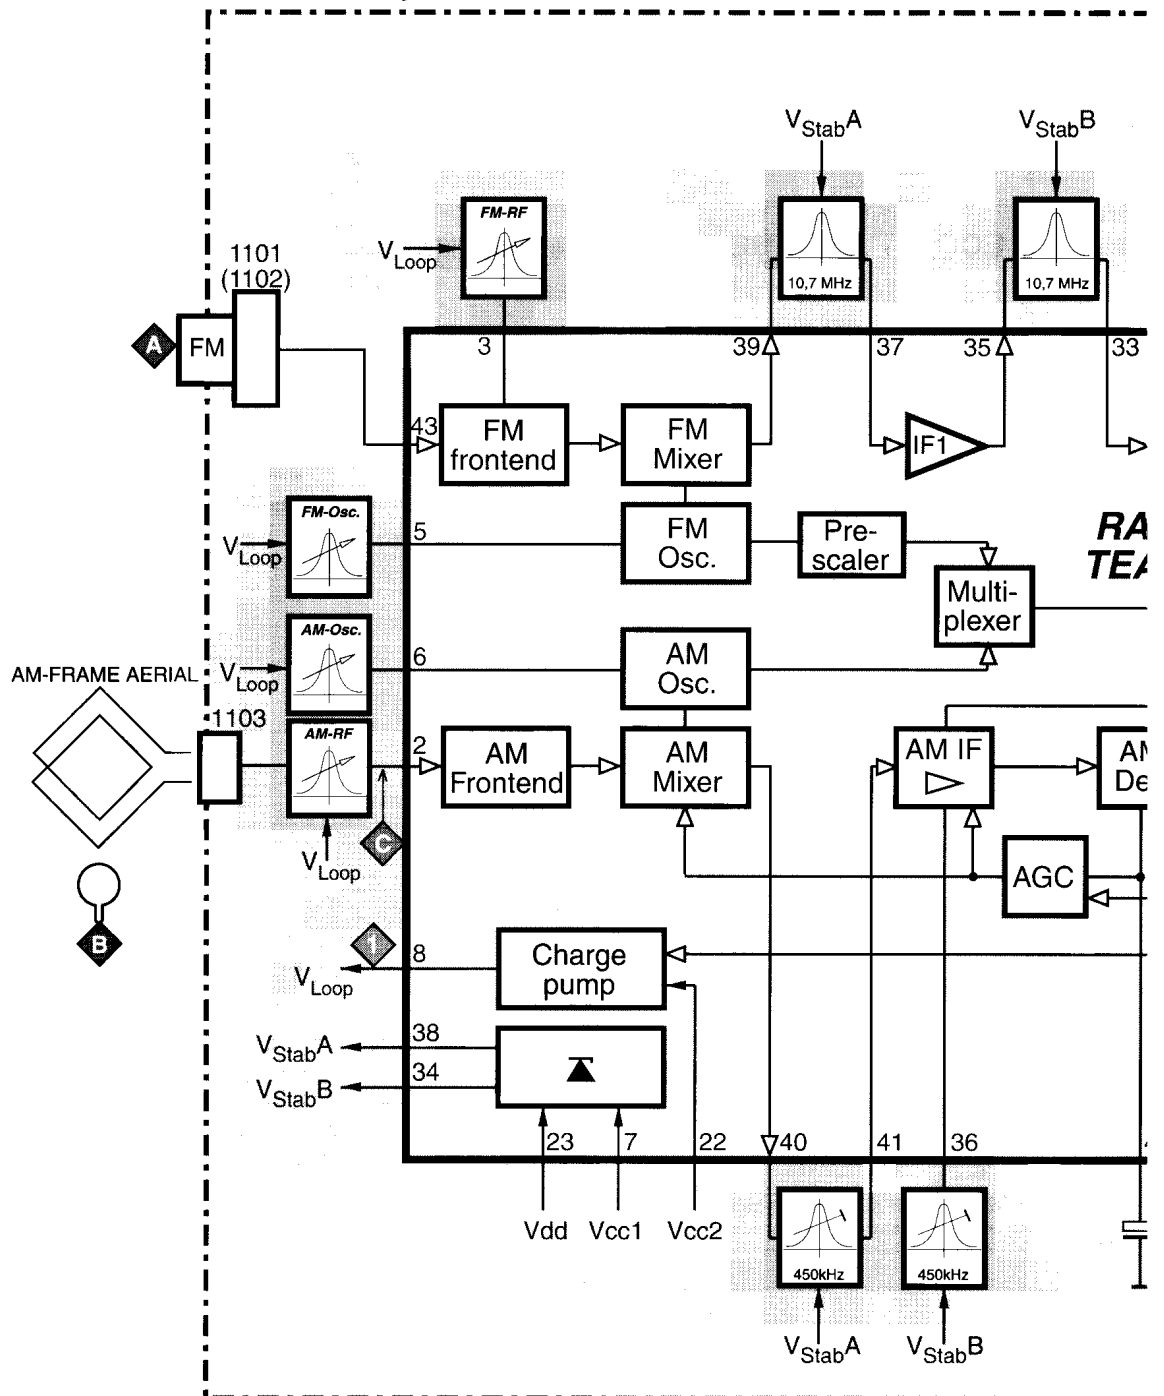 VStabA
VStabB
FM-RF
VLoop
10,7 MHz
10,7 MHz
1101
(1102)
A
FM
3
39
37
35
33
43
FM
frontend
FM
Mixer
IF1
FM-Osc.
VLoop
5
FM
Osc.
Pre-
scaler
RA
TEA
Multi-
plexer
AM-Osc.
VLoop
6
AM
Osc.
AM-FRAME AERIAL
1103
AM-RF
2
AM
Frontend
AM
Mixer
AM IF
AM
De
VLoop
C
AGC
B
1
8
VLoop
Charge
pump
38
VStabA
34
VStabB
23
7
22
40
41
36
Vdd
Vcc1
Vcc2
450kHz
450kHz
VStabA
VStabB